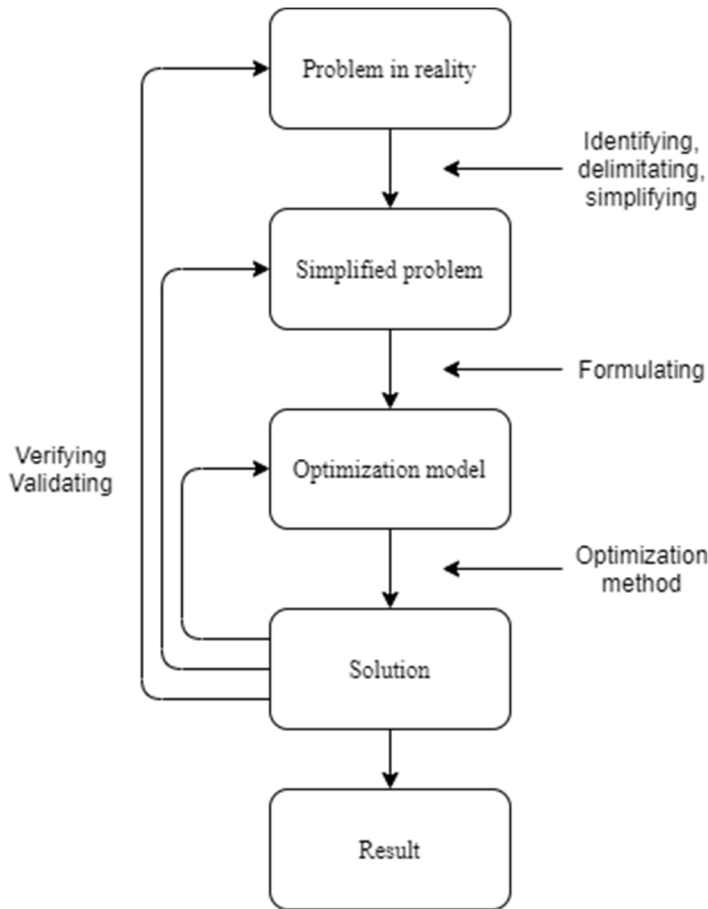 Problem in reality
Identifying,
delimitating,
simplifying
Simplified problem
Formulating
Verifying
Validating
Optimization model
Optimization
method
Solution
Result